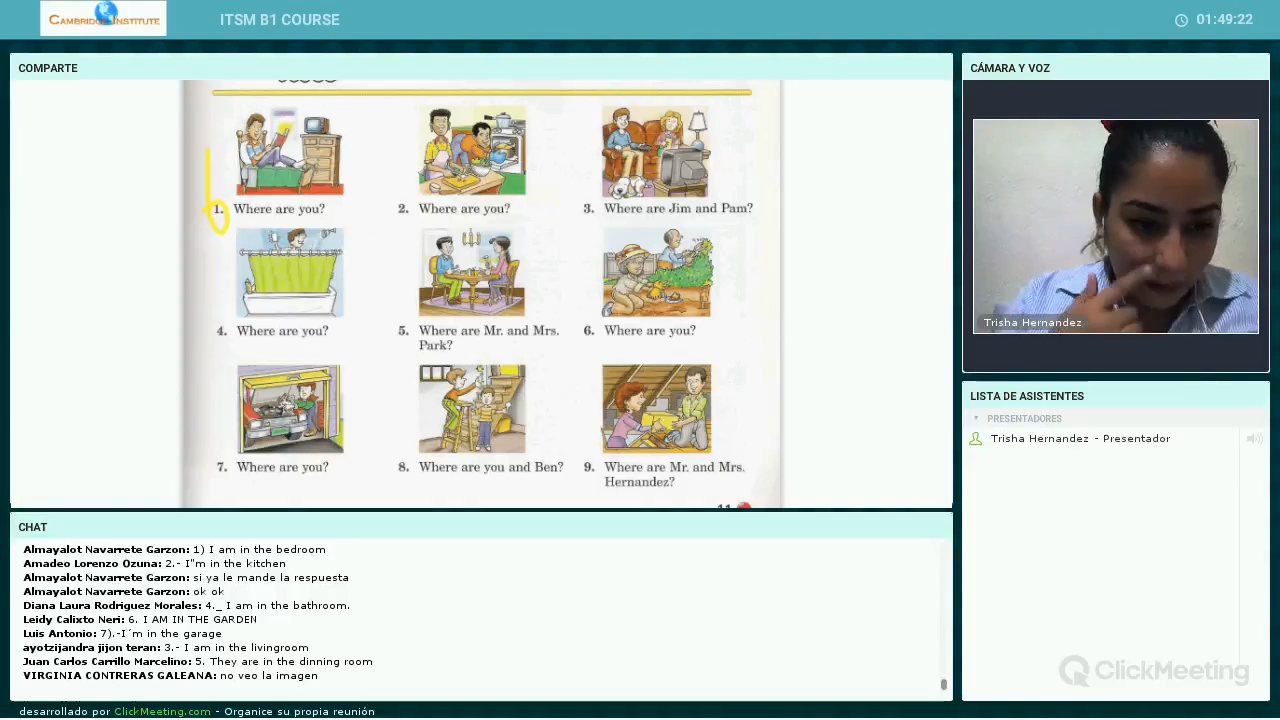 CAMBRIDGE INSTITUTE
ITSM B1 COURSE
01:49:22
COMPARTE
1. Where are you?
2. Where are you?
3. Where are Jim and Pam?
4. Where are you?
5. Where are Mr. and Mrs.
Park?
6. Where are you?
7. Where are you?
8. Where are you and Ben?
9. Where are Mr. and Mrs.
Hernandez?
CÁMARA Y VOZ
Trisha Hernandez
LISTA DE ASISTENTES
PRESENTADORES
Trisha Hernandez - Presentador
CHAT
Almayalot Navarrete Garzon: 1) I am in the bedroom
Amadeo Lorenzo Ozuna: 2.- I"m in the kitchen
Almayalot Navarrete Garzon: si ya le mande la respuesta
Almayalot Navarrete Garzon: ok ok
Diana Laura Rodriguez Morales: 4._ I am in the bathroom.
Leidy Calixto Neri: 6. I AM IN THE GARDEN
Luis Antonio: 7).-I´m in the garage
ayotzijandra jijon teran: 3.- I am in the livingroom
Juan Carlos Carrillo Marcelino: 5. They are in the dinning room
VIRGINIA CONTRERAS GALEANA: no veo la imagen
ClickMeeting
desarrollado por ClickMeeting.com - Organice su propia reunión